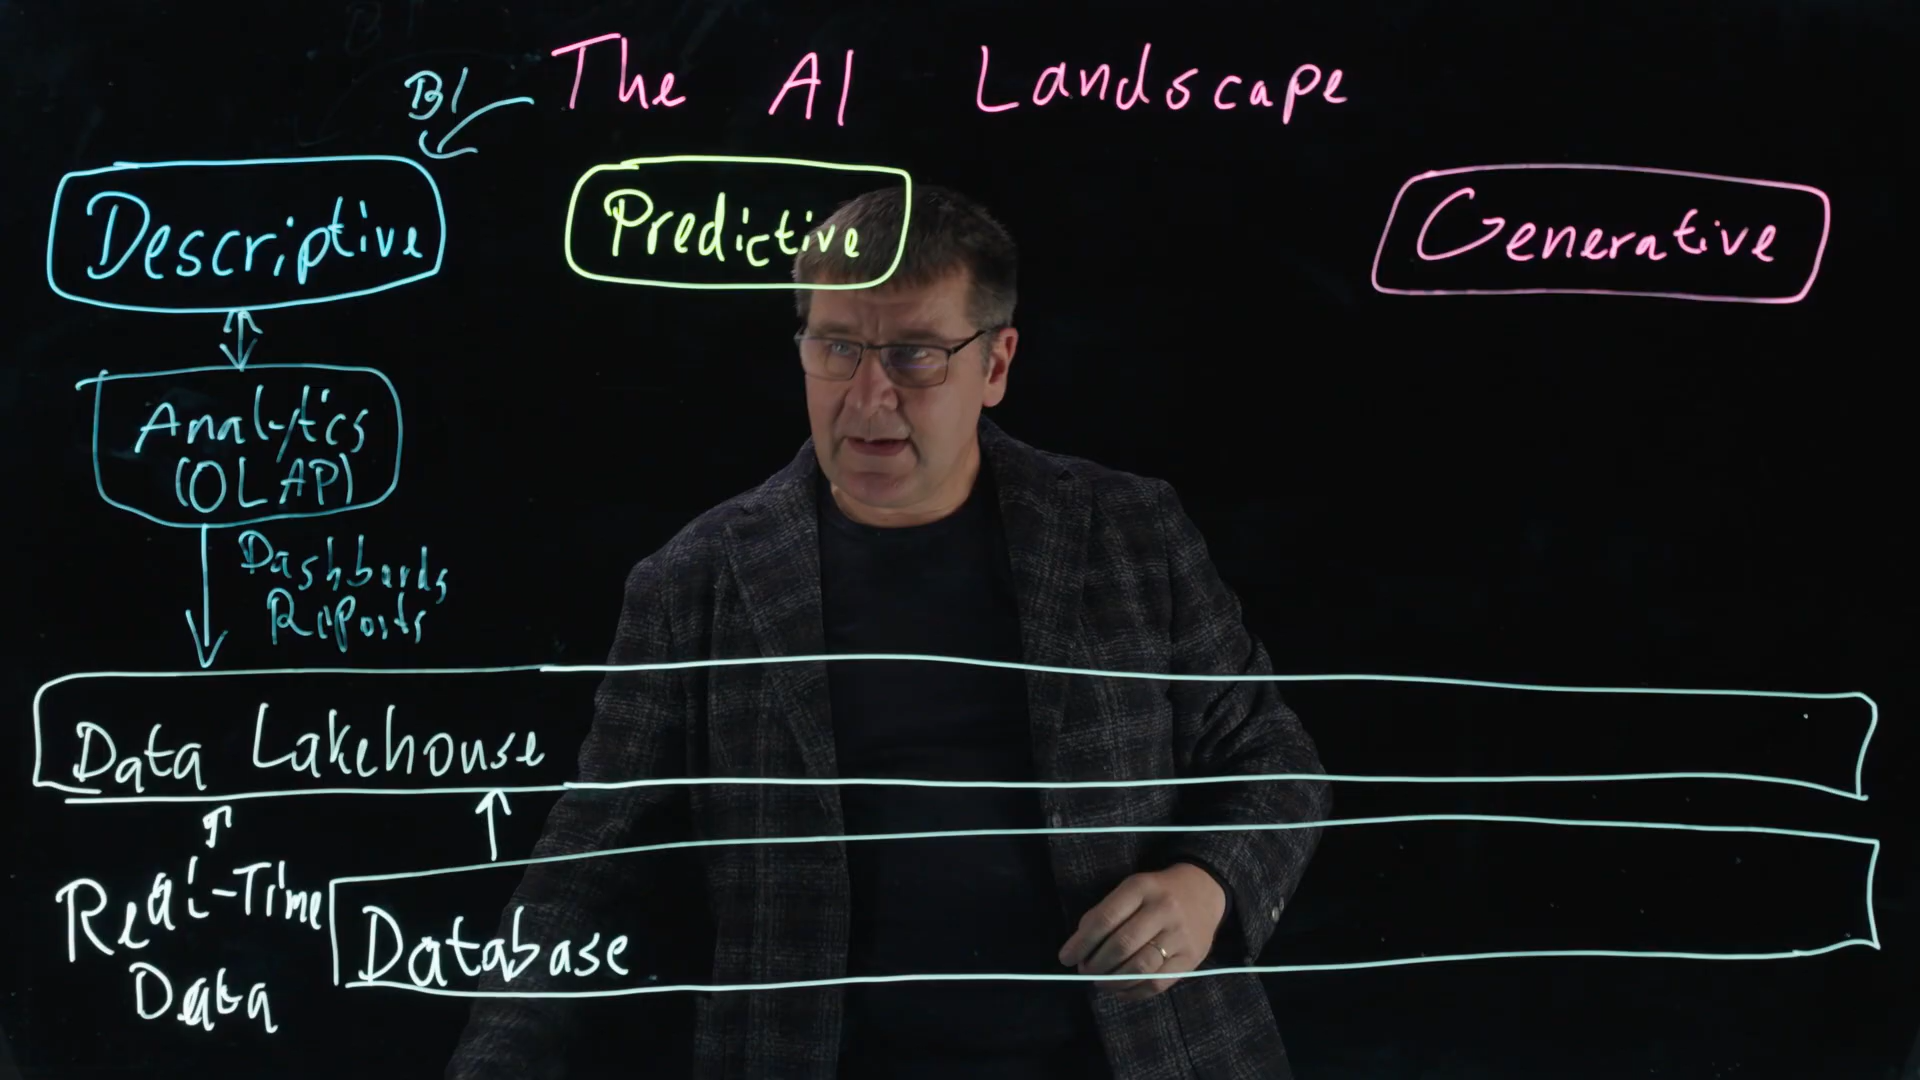 The AI Landscape
BI
Descriptive
Predictive
Generative
Analytics
(OLAP)
Dashboards
Reports
Data Lakehouse
Real-Time
Data
Database